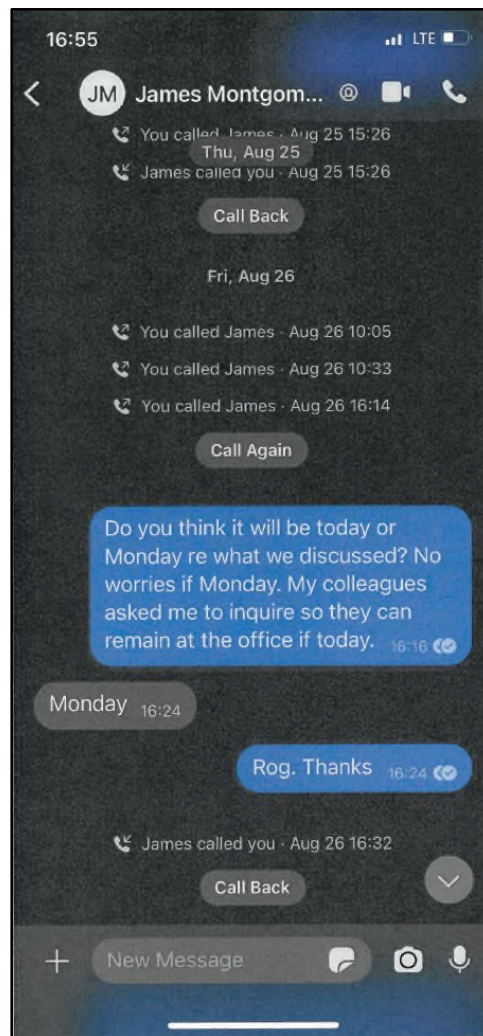 16:55 LTE
JM James Montgom...
You called James · Aug 25 15:26
Thu, Aug 25
James called you · Aug 25 15:26
Call Back
Fri, Aug 26
You called James · Aug 26 10:05
You called James · Aug 26 10:33
You called James · Aug 26 16:14
Call Again
Do you think it will be today or
Monday re what we discussed? No
worries if Monday. My colleagues
asked me to inquire so they can
remain at the office if today. 16:16
Monday 16:24
Rog. Thanks 16:24
James called you · Aug 26 16:32
Call Back
New Message